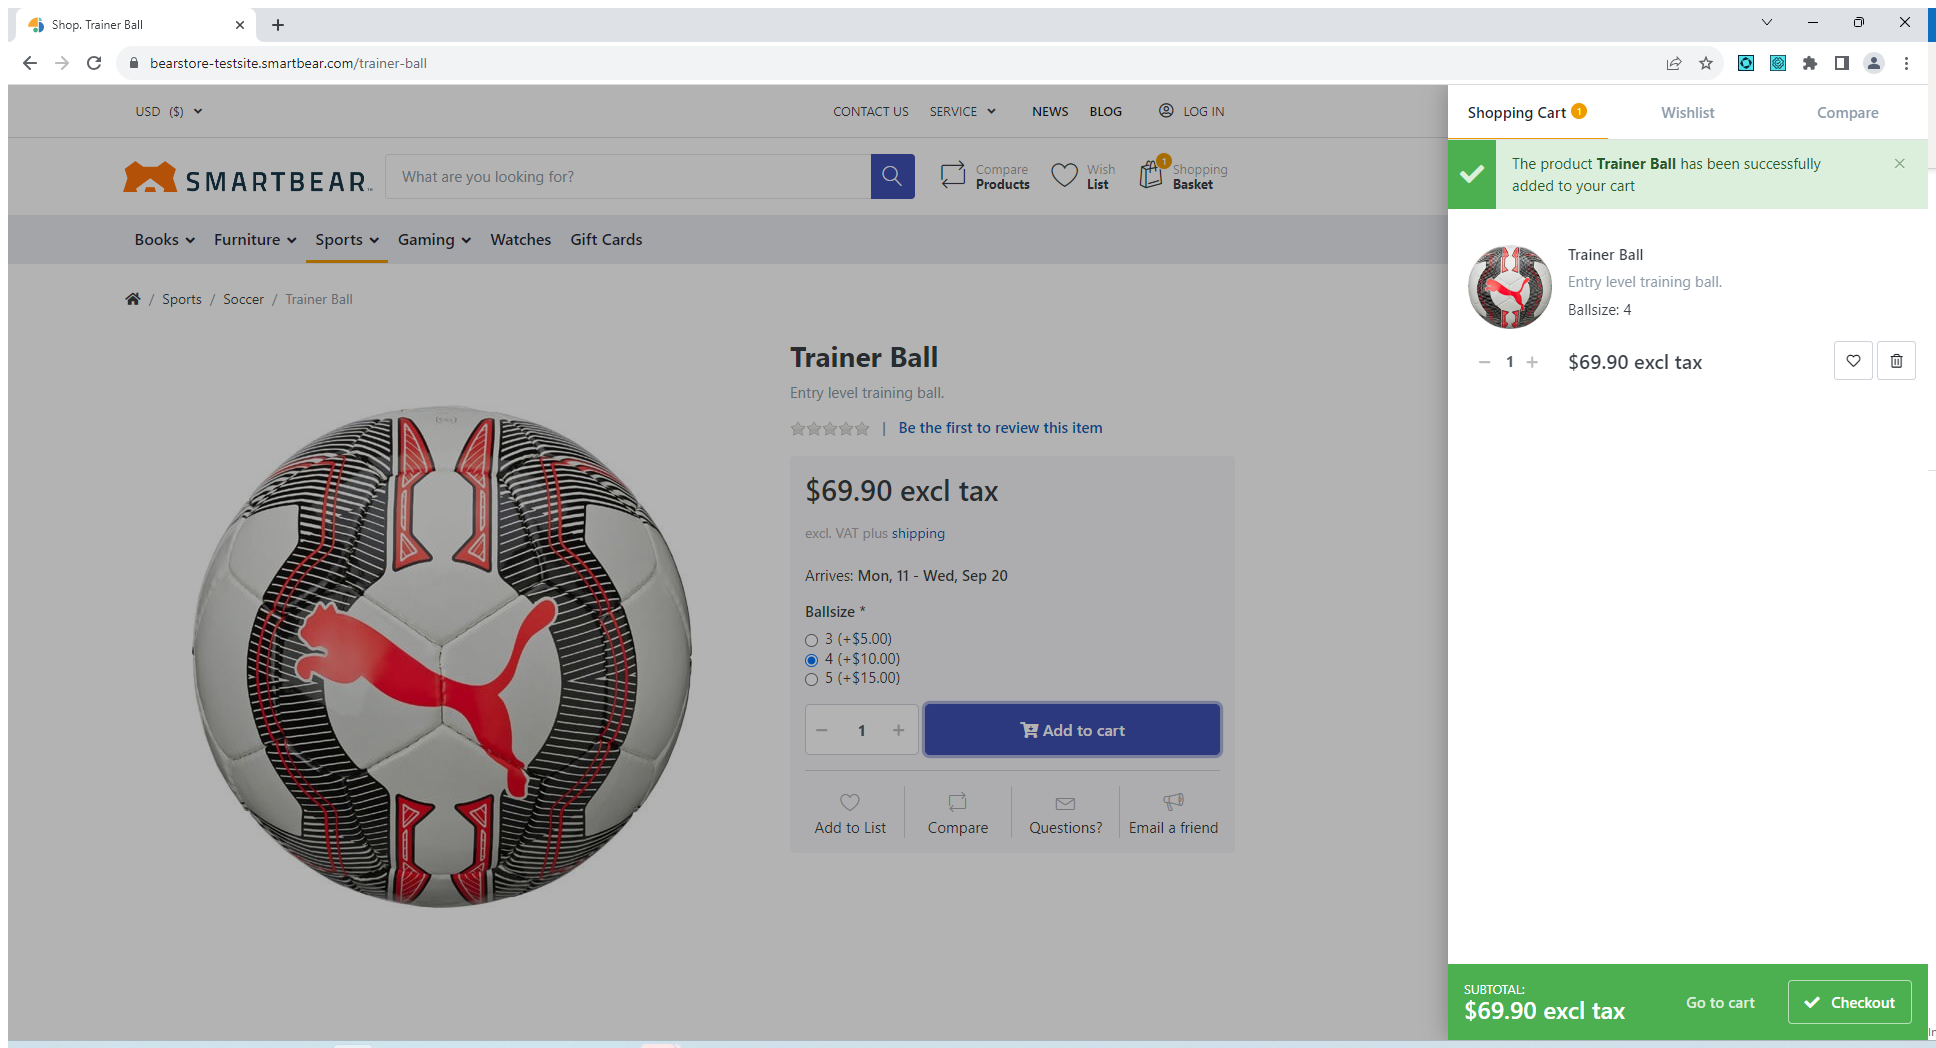 Shop. Trainer Ball
bearstore-testsite.smartbear.com/trainer-ball
USD ($)
CONTACT US SERVICE NEWS BLOG LOG IN
SMARTBEAR
What are you looking for?
Compare Products
Wish List
1
Shopping Basket
Books Furniture Sports Gaming Watches Gift Cards
/ Sports / Soccer / Trainer Ball
Trainer Ball
Entry level training ball.
| Be the first to review this item
$69.90 excl tax
excl. VAT plus shipping
Arrives: Mon, 11 - Wed, Sep 20
Ballsize *
3 (+$5.00)
4 (+$10.00)
5 (+$15.00)
1
Add to cart
Add to List Compare Questions? Email a friend
Shopping Cart 1 Wishlist Compare
The product Trainer Ball has been successfully
added to your cart
Trainer Ball
Entry level training ball.
Ballsize: 4
1 $69.90 excl tax
SUBTOTAL:
$69.90 excl tax
Go to cart
Checkout